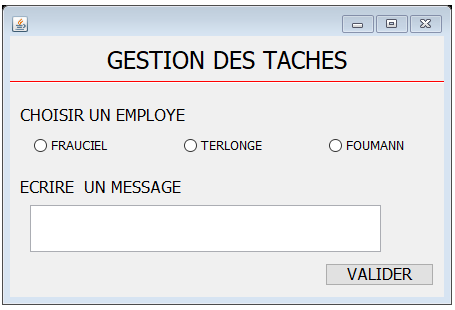 GESTION DES TACHES
CHOISIR UN EMPLOYE
FRAUCIEL TERLONGE FOUMANN
ECRIRE  UN MESSAGE
VALIDER